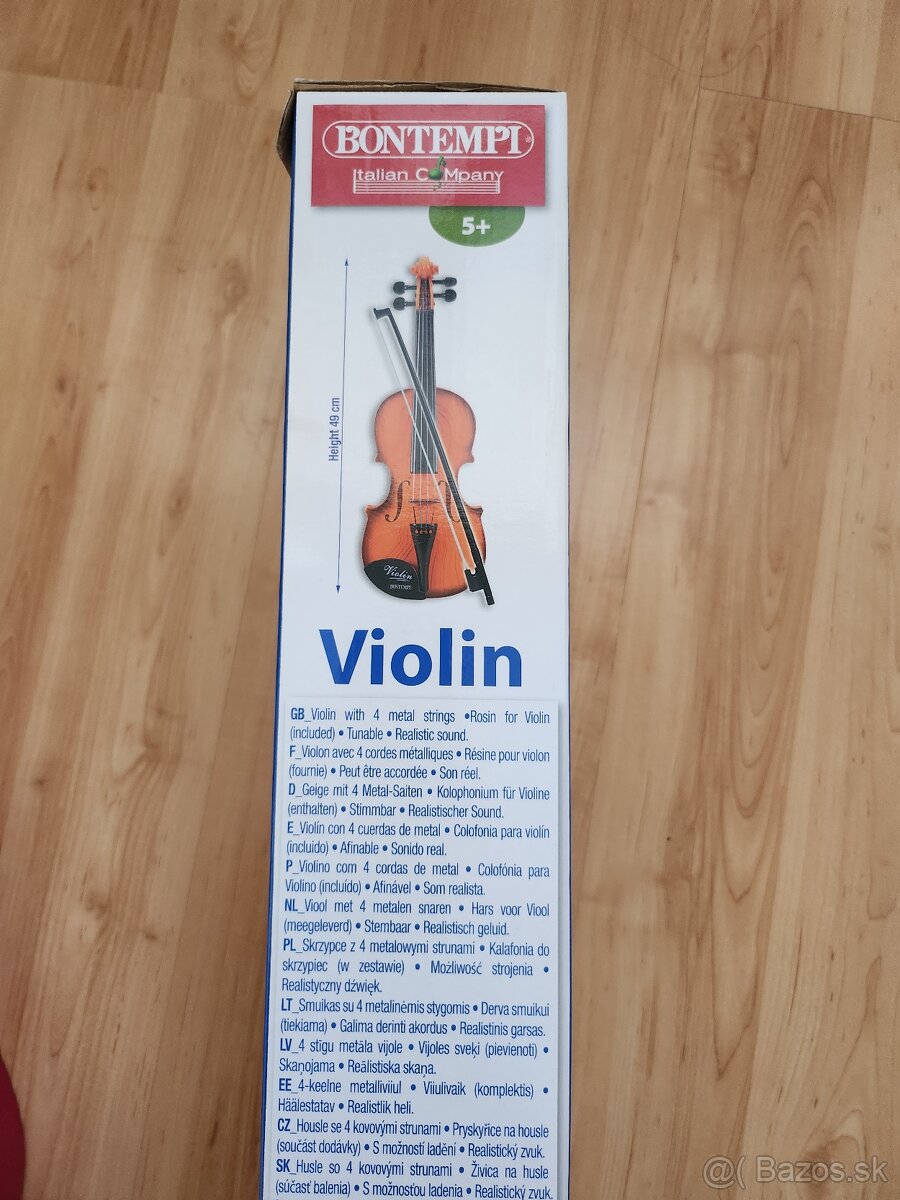 BONTEMPI
Italian CoMpany
5+
Height 49 cm
Violin
BONTEMPI
Violin
GB_Violin with 4 metal strings •Rosin for Violin
(included) • Tunable • Realistic sound.
F_Violon avec 4 cordes métalliques • Résine pour violon
(fournie) • Peut être accordée • Son réel.
D_Geige mit 4 Metal-Saiten • Kolophonium für Violine
(enthalten) • Stimmbar • Realistischer Sound.
E_Violín con 4 cuerdas de metal • Colofonia para violín
(incluido) • Afinable • Sonido real.
P_Violino com 4 cordas de metal • Colofónia para
Violino (incluído) • Afinável • Som realista.
NL_Viool met 4 metalen snaren • Hars voor Viool
(meegeleverd) • Stembaar • Realistisch geluid.
PL_Skrzypce z 4 metalowymi strunami • Kalafonia do
skrzypiec (w zestawie) • Możliwość strojenia •
Realistyczny dźwięk.
LT_Smuikas su 4 metalinėmis stygomis • Derva smuikui
(tiekiama) • Galima derinti akordus • Realistinis garsas.
LV_4 stīgu metāla vijole • Vijoles sveķi (pievienoti) •
Skaņojama • Reālistiska skaņa.
EE_4-keelne metalliviiul • Viiulivaik (komplektis) •
Häälestatav • Realistlik heli.
CZ_Housle se 4 kovovými strunami • Pryskyřice na housle
(součást dodávky) • S možností ladění • Realistický zvuk.
SK_Husle so 4 kovovými strunami • Živica na husle
(súčasť balenia) • S možnosťou ladenia • Realistický zvuk.
@( Bazos.sk